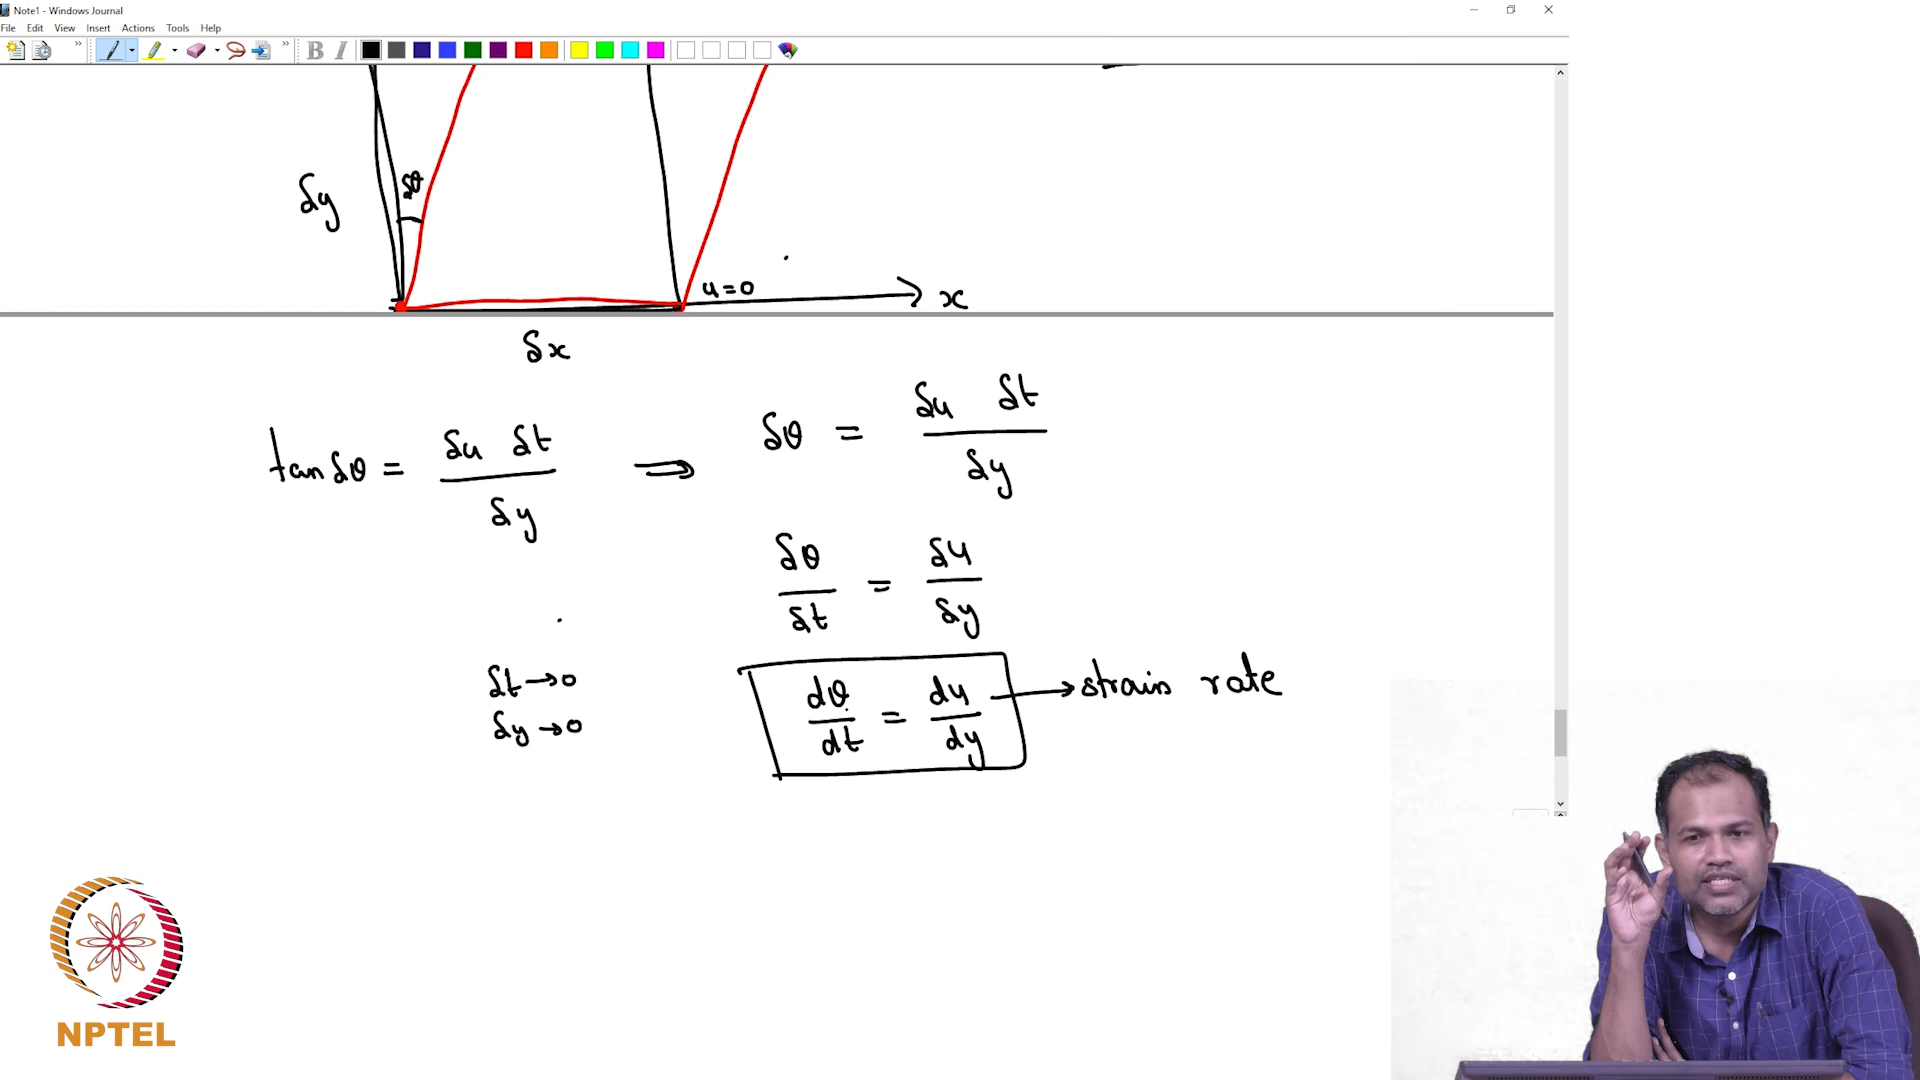 Note1 - Windows Journal
File Edit View Insert Actions Tools Help
B I
δy
δθ
u=0
x
δx
tan δθ = δu δt / δy ⇒ δθ = δu δt / δy
δθ / δt = δu / δy
δt → 0
δy → 0
dθ / dt = du / dy → strain rate
NPTEL